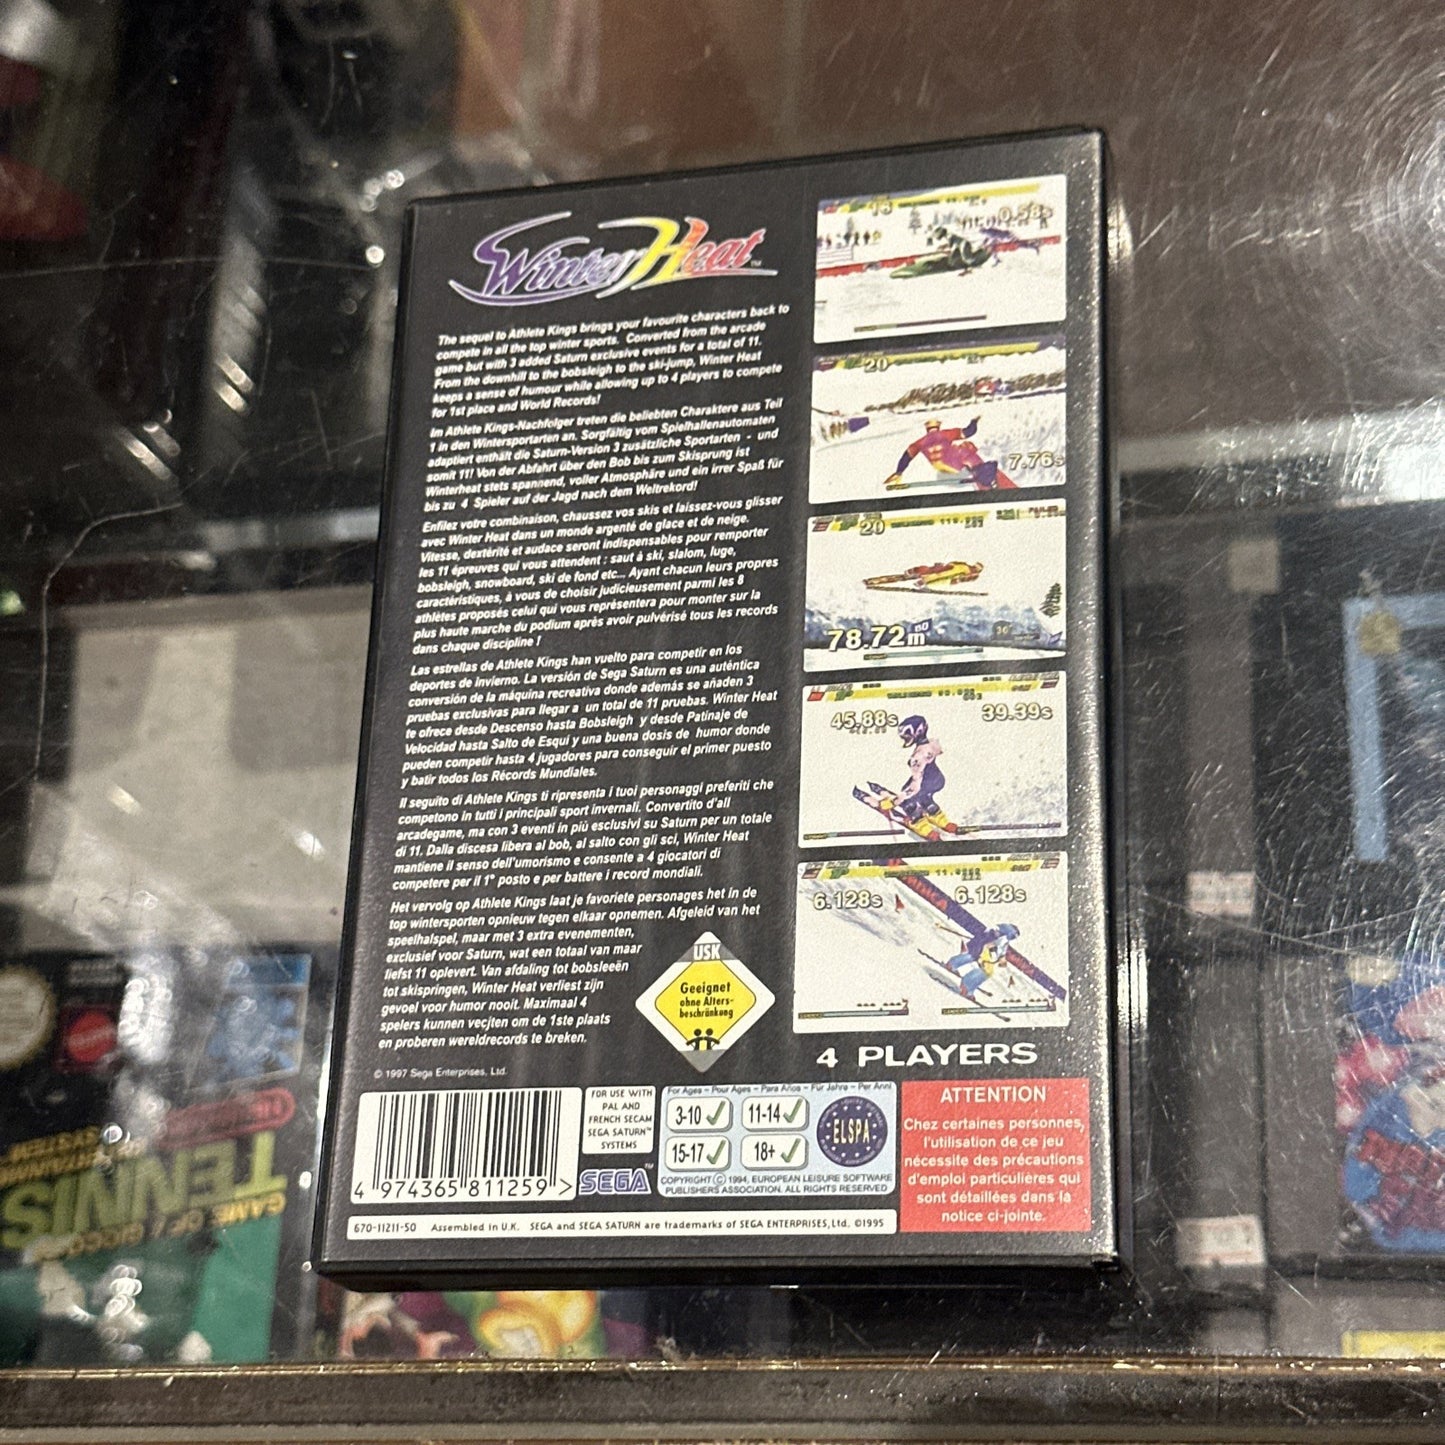 Winter Heat™
The sequel to Athlete Kings brings your favourite characters back to
compete in all the top winter sports. Converted from the arcade
game but with 3 added Saturn exclusive events for a total of 11.
From the downhill to the bobsleigh to the ski-jump, Winter Heat
keeps a sense of humour while allowing up to 4 players to compete
for 1st place and World Records!
Im Athlete Kings-Nachfolger treten die beliebten Charaktere aus Teil
1 in den Wintersportarten an. Sorgfältig vom Spielhallenautomaten
adaptiert enthält die Saturn-Version 3 zusätzliche Sportarten - und
somit 11! Von der Abfahrt über den Bob bis zum Skisprung ist
Winterheat stets spannend, voller Atmosphäre und ein irrer Spaß für
bis zu 4 Spieler auf der Jagd nach dem Weltrekord!
Enfilez votre combinaison, chaussez vos skis et laissez-vous glisser
avec Winter Heat dans un monde argenté de glace et de neige.
Vitesse, dextérité et audace seront indispensables pour remporter
les 11 épreuves qui vous attendent : saut à ski, slalom, luge,
bobsleigh, snowboard, ski de fond etc... Ayant chacun leurs propres
caractéristiques, à vous de choisir judicieusement parmi les 8
athlètes proposés celui qui vous représentera pour monter sur la
plus haute marche du podium après avoir pulvérisé tous les records
dans chaque discipline !
Las estrellas de Athlete Kings han vuelto para competir en los
deportes de invierno. La versión de Sega Saturn es una auténtica
conversión de la máquina recreativa donde además se añaden 3
pruebas exclusivas para llegar a un total de 11 pruebas. Winter Heat
te ofrece desde Descenso hasta Bobsleigh y desde Patinaje de
Velocidad hasta Salto de Esquí y una buena dosis de humor donde
pueden competir hasta 4 jugadores para conseguir el primer puesto
y batir todos los Récords Mundiales.
Il seguito di Athlete Kings ti ripresenta i tuoi personaggi preferiti che
competono in tutti i principali sport invernali. Convertito d'all
arcadegame, ma con 3 eventi in più esclusivi su Saturn per un totale
di 11. Dalla discesa libera al bob, al salto con gli sci, Winter Heat
mantiene il senso dell'umorismo e consente a 4 giocatori di
competere per il 1° posto e per battere i record mondiali.
Het vervolg op Athlete Kings laat je favoriete personages het in de
top wintersporten opnieuw tegen elkaar opnemen. Afgeleid van het
speelhalspel, maar met 3 extra evenementen,
exclusief voor Saturn, wat een totaal van maar
liefst 11 oplevert. Van afdaling tot bobsleeën
tot skispringen, Winter Heat verliest zijn
gevoel voor humor nooit. Maximaal 4
spelers kunnen vecjten om de 1ste plaats
en proberen wereldrecords te breken.
© 1997 Sega Enterprises, Ltd.
13
0.58s
20
7.76s
20
78.72m
45.88s
39.39s
6.128s
6.128s
USK
Geeignet
ohne Alters-
beschränkung
4 PLAYERS
4 974365 811259 >
FOR USE WITH
PAL AND
FRENCH SECAM
SEGA SATURN™
SYSTEMS
SEGA™
For Ages – Pour Ages – Para Años – Für Jahre – Per Anni
3-10 ✓ 11-14 ✓
15-17 ✓ 18+ ✓
ELSPA
COPYRIGHT © 1994, EUROPEAN LEISURE SOFTWARE
PUBLISHERS ASSOCIATION. ALL RIGHTS RESERVED
ATTENTION
Chez certaines personnes,
l'utilisation de ce jeu
nécessite des précautions
d'emploi particulières qui
sont détaillées dans la
notice ci-jointe.
670-11211-50 Assembled in U.K. SEGA and SEGA SATURN are trademarks of SEGA ENTERPRISES, Ltd. ©1995
TENNIS